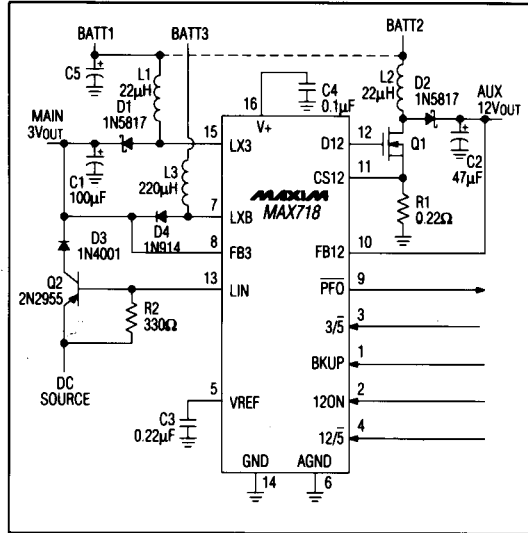 BATT1
BATT3
BATT2
C5
+
L1
22µH
D1
1N5817
16
V+
C4
0.1µF
L2
22µH
D2
1N5817
AUX
12VOUT
MAIN
3VOUT
15
LX3
D12
12
Q1
+
C1
100µF
L3
220µH
CS12
11
+
C2
47µF
MAXIM
MAX718
R1
0.22Ω
7
LXB
D4
1N914
8
FB3
FB12
10
D3
1N4001
PFO
9
Q2
2N2955
13
LIN
3/5
3
R2
330Ω
BKUP
1
DC
SOURCE
5
VREF
12ON
2
C3
0.22µF
12/5
4
GND
AGND
14
6